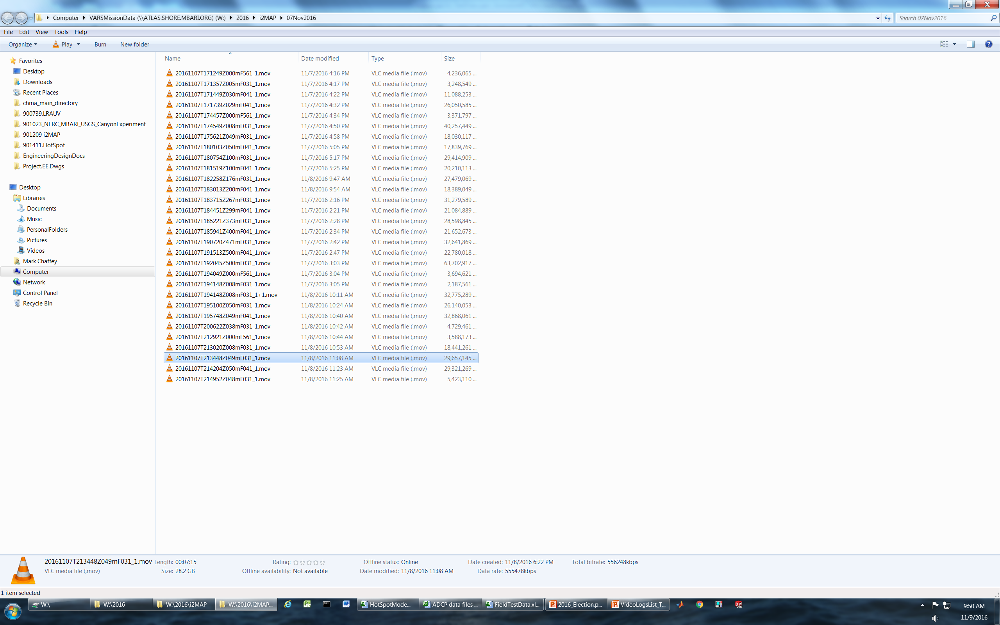 Computer VARSMissionData (\\ATLAS.SHORE.MBARI.ORG) (W:) 2016 i2MAP 07Nov2016 Search 07Nov2016
File Edit View Tools Help
Organize Play Burn New folder
Favorites
Desktop
Downloads
Recent Places
chma_main_directory
900739.LRAUV
901023_NERC_MBARI_USGS_CanyonExperiment
901209 i2MAP
901411.HotSpot
EngineeringDesignDocs
Project.EE.Dwgs
Desktop
Libraries
Documents
Music
PersonalFolders
Pictures
Videos
Mark Chaffey
Computer
Network
Control Panel
Recycle Bin
Name Date modified Type Size
20161107T171249Z000mF561_1.mov 11/7/2016 4:16 PM VLC media file (.mov) 4,236,065 ...
20161107T171357Z005mF031_1.mov 11/7/2016 4:17 PM VLC media file (.mov) 3,248,549 ...
20161107T171449Z030mF041_1.mov 11/7/2016 4:22 PM VLC media file (.mov) 11,088,253 ...
20161107T171739Z029mF041_1.mov 11/7/2016 4:32 PM VLC media file (.mov) 26,050,585 ...
20161107T174457Z000mF561_1.mov 11/7/2016 4:34 PM VLC media file (.mov) 3,371,797 ...
20161107T174549Z008mF031_1.mov 11/7/2016 4:50 PM VLC media file (.mov) 40,257,449 ...
20161107T175621Z049mF031_1.mov 11/7/2016 4:58 PM VLC media file (.mov) 18,030,117 ...
20161107T180103Z050mF041_1.mov 11/7/2016 5:05 PM VLC media file (.mov) 17,839,769 ...
20161107T180754Z100mF031_1.mov 11/7/2016 5:17 PM VLC media file (.mov) 29,414,909 ...
20161107T181519Z100mF041_1.mov 11/7/2016 5:25 PM VLC media file (.mov) 20,210,113 ...
20161107T182258Z176mF031_1.mov 11/8/2016 9:47 AM VLC media file (.mov) 27,479,069 ...
20161107T183013Z200mF041_1.mov 11/8/2016 9:54 AM VLC media file (.mov) 18,389,049 ...
20161107T183715Z267mF031_1.mov 11/7/2016 2:16 PM VLC media file (.mov) 31,279,589 ...
20161107T184451Z299mF041_1.mov 11/7/2016 2:21 PM VLC media file (.mov) 21,084,889 ...
20161107T185221Z373mF031_1.mov 11/7/2016 2:28 PM VLC media file (.mov) 28,598,845 ...
20161107T185941Z400mF041_1.mov 11/7/2016 2:34 PM VLC media file (.mov) 21,652,673 ...
20161107T190720Z471mF031_1.mov 11/7/2016 2:42 PM VLC media file (.mov) 32,641,869 ...
20161107T191513Z500mF041_1.mov 11/7/2016 2:47 PM VLC media file (.mov) 22,780,018 ...
20161107T192045Z500mF031_1.mov 11/7/2016 3:03 PM VLC media file (.mov) 63,702,917 ...
20161107T194049Z000mF561_1.mov 11/7/2016 3:04 PM VLC media file (.mov) 3,694,621 ...
20161107T194148Z008mF031_1.mov 11/7/2016 3:05 PM VLC media file (.mov) 2,187,561 ...
20161107T194148Z008mF031_1+1.mov 11/8/2016 10:11 AM VLC media file (.mov) 32,775,289 ...
20161107T195100Z050mF031_1.mov 11/8/2016 10:24 AM VLC media file (.mov) 26,140,053 ...
20161107T195748Z049mF041_1.mov 11/8/2016 10:40 AM VLC media file (.mov) 32,868,061 ...
20161107T200622Z038mF031_1.mov 11/8/2016 10:42 AM VLC media file (.mov) 4,729,461 ...
20161107T212921Z000mF561_1.mov 11/8/2016 10:44 AM VLC media file (.mov) 3,588,173 ...
20161107T213020Z008mF031_1.mov 11/8/2016 10:53 AM VLC media file (.mov) 18,441,261 ...
20161107T213448Z049mF031_1.mov 11/8/2016 11:08 AM VLC media file (.mov) 29,657,145 ...
20161107T214204Z050mF041_1.mov 11/8/2016 11:23 AM VLC media file (.mov) 29,321,269 ...
20161107T214952Z048mF031_1.mov 11/8/2016 11:25 AM VLC media file (.mov) 5,423,110 ...
20161107T213448Z049mF031_1.mov Length: 00:07:15 Rating: Offline status: Online Date created: 11/8/2016 6:22 PM Total bitrate: 556248kbps
VLC media file (.mov) Size: 28.2 GB Offline availability: Not available Date modified: 11/8/2016 11:08 AM Data rate: 555478kbps
1 item selected
W:\ W:\2016 W:\2016\i2MAP W:\2016\i2MAP... HotSpotMode... ADCP data files ... FieldTestData.xl... 2016_Election.p... VideoLogsList_T... 9:50 AM
11/9/2016